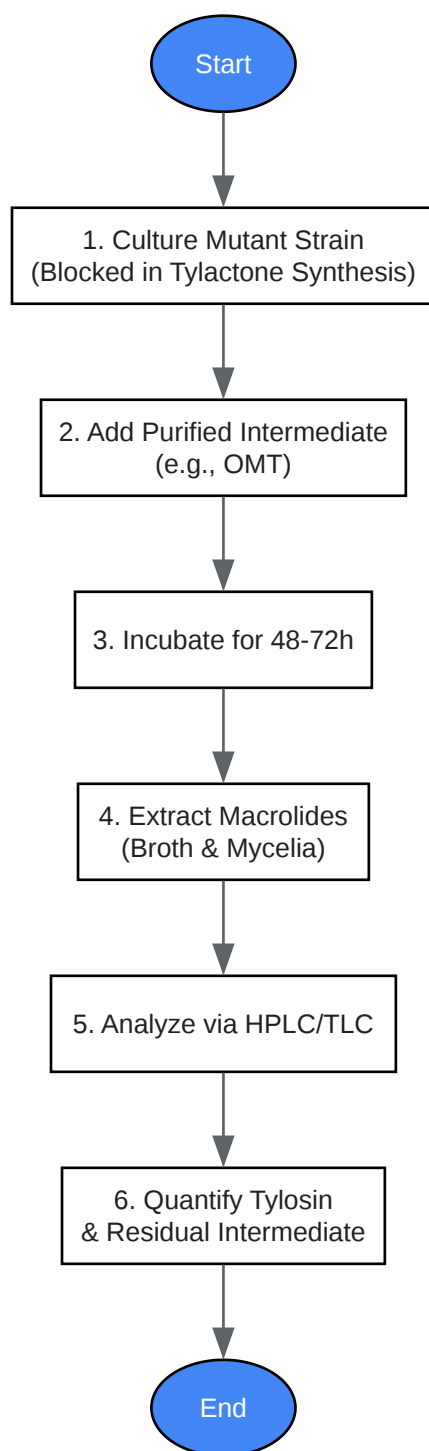 Start
1. Culture Mutant Strain
(Blocked in Tylactone Synthesis)
2. Add Purified Intermediate
(e.g., OMT)
3. Incubate for 48-72h
4. Extract Macrolides
(Broth & Mycelia)
5. Analyze via HPLC/TLC
6. Quantify Tylosin
& Residual Intermediate
End